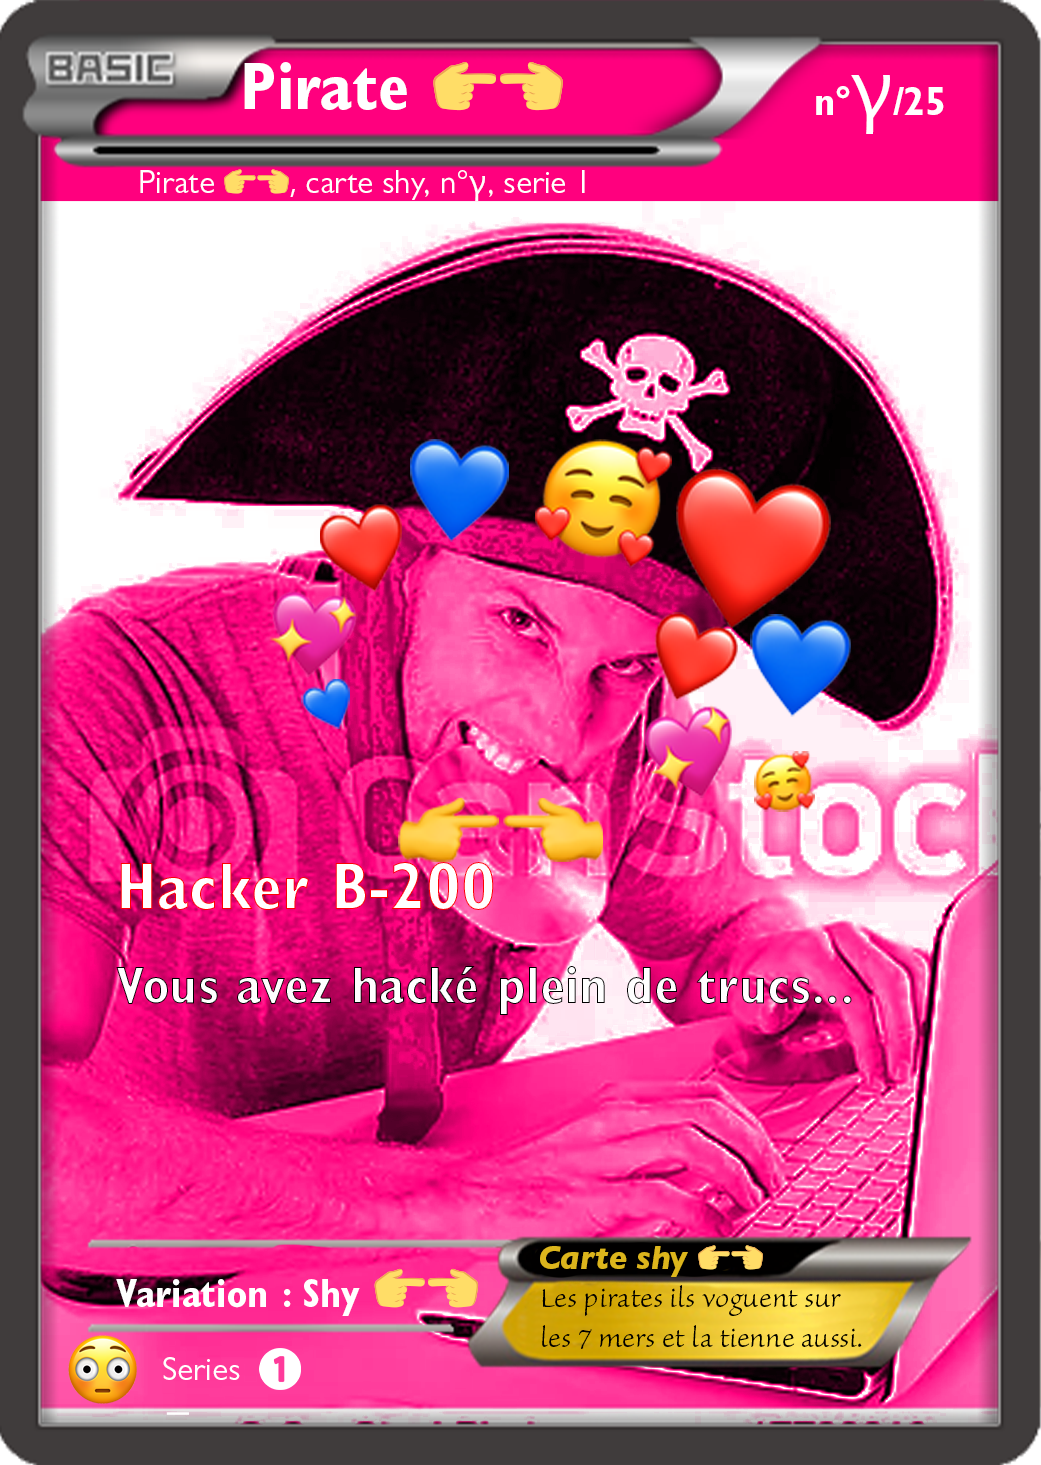 BASIC
Pirate 👉👈
n°γ/25
Pirate 👉👈, carte shy, n°γ, serie 1
Hacker B-200
Vous avez hacké plein de trucs...
Carte shy 👉👈
Variation : Shy 👉👈
Les pirates ils voguent sur
les 7 mers et la tienne aussi.
Series 1